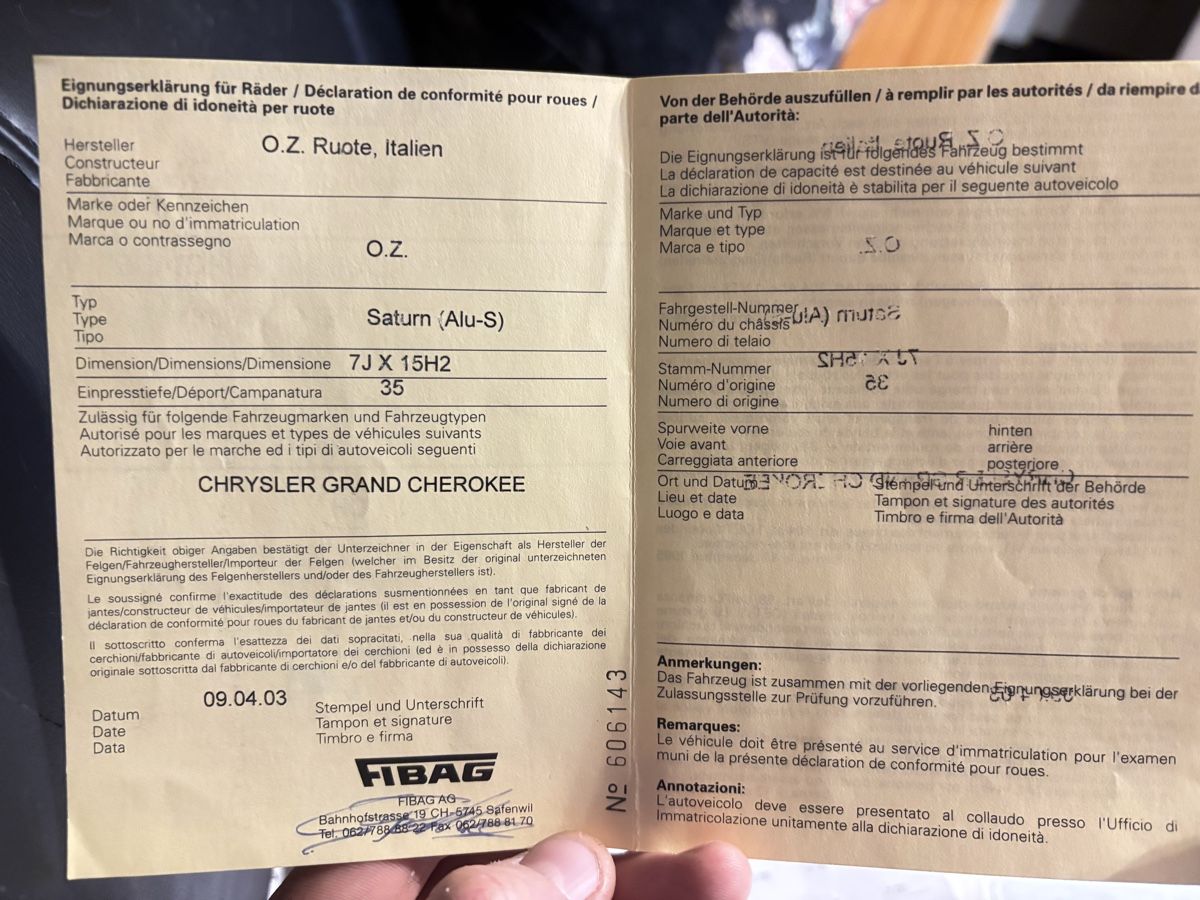 Eignungserklärung für Räder / Déclaration de conformité pour roues /
Dichiarazione di idoneità per ruote
Hersteller O.Z. Ruote, Italien
Constructeur
Fabbricante
Marke oder Kennzeichen
Marque ou no d'immatriculation
Marca o contrassegno O.Z.
Typ
Type Saturn (Alu-S)
Tipo
Dimension/Dimensions/Dimensione 7J X 15H2
Einpresstiefe/Déport/Campanatura 35
Zulässig für folgende Fahrzeugmarken und Fahrzeugtypen
Autorisé pour les marques et types de véhicules suivants
Autorizzato per le marche ed i tipi di autoveicoli seguenti
CHRYSLER GRAND CHEROKEE
Die Richtigkeit obiger Angaben bestätigt der Unterzeichner in der Eigenschaft als Hersteller der
Felgen/Fahrzeughersteller/Importeur der Felgen (welcher im Besitz der original unterzeichneten
Eignungserklärung des Felgenherstellers und/oder des Fahrzeugherstellers ist).
Le soussigné confirme l'exactitude des déclarations susmentionnées en tant que fabricant de
jantes/constructeur de véhicules/importateur de jantes (il est en possession de l'original signé de la
déclaration de conformité pour roues du fabricant de jantes et/ou du constructeur de véhicules).
Il sottoscritto conferma l'esattezza dei dati sopracitati, nella sua qualità di fabbricante dei
cerchioni/fabbricante di autoveicoli/importatore dei cerchioni (ed è in possesso della dichiarazione
originale sottoscritta dal fabbricante di cerchioni e/o del fabbricante di autoveicoli).
09.04.03
Datum
Date
Data
Stempel und Unterschrift
Tampon et signature
Timbro e firma
FIBAG
FIBAG AG
Bahnhofstrasse 19 CH-5745 Safenwil
Tel. 062/788 88 22 Fax 062/788 81 70
No 606143
Von der Behörde auszufüllen / à remplir par les autorités / da riempire d
parte dell'Autorità:
Die Eignungserklärung ist für folgendes Fahrzeug bestimmt
La déclaration de capacité est destinée au véhicule suivant
La dichiarazione di idoneità è stabilita per il seguente autoveicolo
Marke und Typ
Marque et type
Marca e tipo
Fahrgestell-Nummer
Numéro du châssis
Numero di telaio
Stamm-Nummer
Numéro d'origine
Numero di origine
Spurweite vorne hinten
Voie avant arrière
Carreggiata anteriore posteriore
Ort und Datum Stempel und Unterschrift der Behörde
Lieu et date Tampon et signature des autorités
Luogo e data Timbro e firma dell'Autorità
Anmerkungen:
Das Fahrzeug ist zusammen mit der vorliegenden Eignungserklärung bei der
Zulassungsstelle zur Prüfung vorzuführen.
Remarques:
Le véhicule doit être présenté au service d'immatriculation pour l'examen
muni de la présente déclaration de conformité pour roues.
Annotazioni:
L'autoveicolo deve essere presentato al collaudo presso l'Ufficio di
Immatricolazione unitamente alla dichiarazione di idoneità.